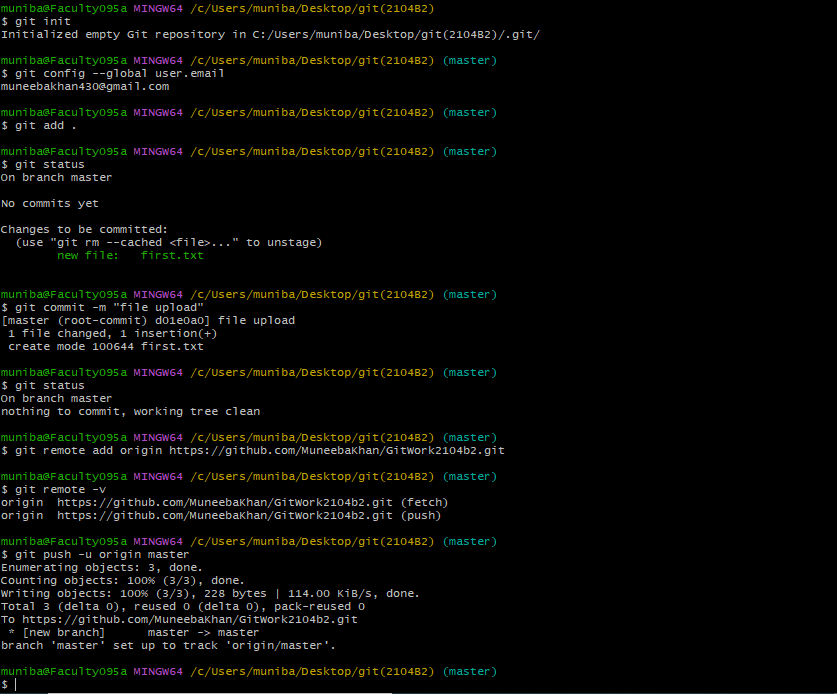 muniba@Faculty095a MINGW64 /c/Users/muniba/Desktop/git(2104B2)
$ git init
Initialized empty Git repository in C:/Users/muniba/Desktop/git(2104B2)/.git/
muniba@Faculty095a MINGW64 /c/Users/muniba/Desktop/git(2104B2) (master)
$ git config --global user.email
muneebakhan430@gmail.com
muniba@Faculty095a MINGW64 /c/Users/muniba/Desktop/git(2104B2) (master)
$ git add .
muniba@Faculty095a MINGW64 /c/Users/muniba/Desktop/git(2104B2) (master)
$ git status
On branch master
No commits yet
Changes to be committed:
  (use "git rm --cached <file>..." to unstage)
        new file:   first.txt
muniba@Faculty095a MINGW64 /c/Users/muniba/Desktop/git(2104B2) (master)
$ git commit -m "file upload"
[master (root-commit) d01e0a0] file upload
 1 file changed, 1 insertion(+)
 create mode 100644 first.txt
muniba@Faculty095a MINGW64 /c/Users/muniba/Desktop/git(2104B2) (master)
$ git status
On branch master
nothing to commit, working tree clean
muniba@Faculty095a MINGW64 /c/Users/muniba/Desktop/git(2104B2) (master)
$ git remote add origin https://github.com/MuneebaKhan/GitWork2104b2.git
muniba@Faculty095a MINGW64 /c/Users/muniba/Desktop/git(2104B2) (master)
$ git remote -v
origin  https://github.com/MuneebaKhan/GitWork2104b2.git (fetch)
origin  https://github.com/MuneebaKhan/GitWork2104b2.git (push)
muniba@Faculty095a MINGW64 /c/Users/muniba/Desktop/git(2104B2) (master)
$ git push -u origin master
Enumerating objects: 3, done.
Counting objects: 100% (3/3), done.
Writing objects: 100% (3/3), 228 bytes | 114.00 KiB/s, done.
Total 3 (delta 0), reused 0 (delta 0), pack-reused 0
To https://github.com/MuneebaKhan/GitWork2104b2.git
 * [new branch]      master -> master
branch 'master' set up to track 'origin/master'.
muniba@Faculty095a MINGW64 /c/Users/muniba/Desktop/git(2104B2) (master)
$